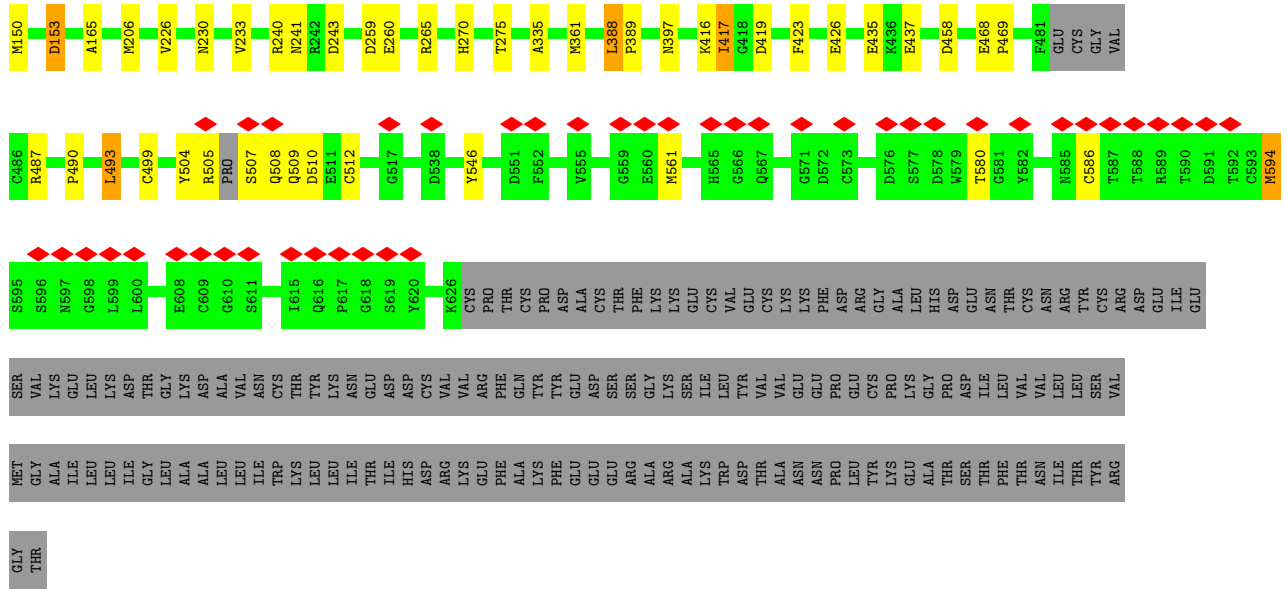 M150 D153 A165 M206 V226 N230 V233 R240 N241 R242 D243 D259 E260 R265 H270 T275 A335 M361 L388 P389 N397 K416 I417 G418 D419 F423 E426 E435 K436 E437 D458 E468 P469 F481 GLU CYS GLY VAL
C486 R487 P490 L493 C499 Y504 R505 PRO S507 Q508 Q509 D510 E511 C512 G517 D538 Y546 D551 F552 V555 G559 E560 M561 H565 G566 Q567 G571 D572 C573 D576 S577 D578 W579 T580 G581 Y582 N585 C586 T587 T588 R589 T590 D591 T592 C593 M594
S595 S596 N597 G598 L599 L600 E608 C609 G610 S611 I615 Q616 P617 G618 S619 Y620 K626 CYS PRO THR CYS PRO ASP ALA CYS THR PHE LYS LYS GLU CYS VAL GLU CYS LYS LYS PHE ASP ARG GLY ALA LEU HIS ASP GLU ASN THR CYS ASN ARG TYR CYS ARG ASP GLU ILE GLU
SER VAL LYS GLU LEU LYS ASP THR GLY LYS ASP ALA VAL ASN CYS THR TYR LYS ASN GLU ASP ASP CYS VAL VAL ARG PHE GLN TYR TYR GLU ASP SER SER GLY LYS SER ILE LEU TYR VAL VAL GLU GLU PRO GLU CYS PRO LYS GLY PRO ASP ILE LEU VAL VAL LEU LEU SER VAL
MET GLY ALA ILE LEU LEU ILE GLY LEU ALA ALA LEU LEU ILE TRP LYS LEU LEU ILE THR ILE HIS ASP ARG LYS GLU PHE ALA LYS PHE GLU GLU GLU ARG ALA ARG ALA LYS TRP ASP THR ALA ASN ASN PRO LEU TYR LYS GLU ALA THR SER THR PHE THR ASN ILE THR TYR ARG
GLY THR